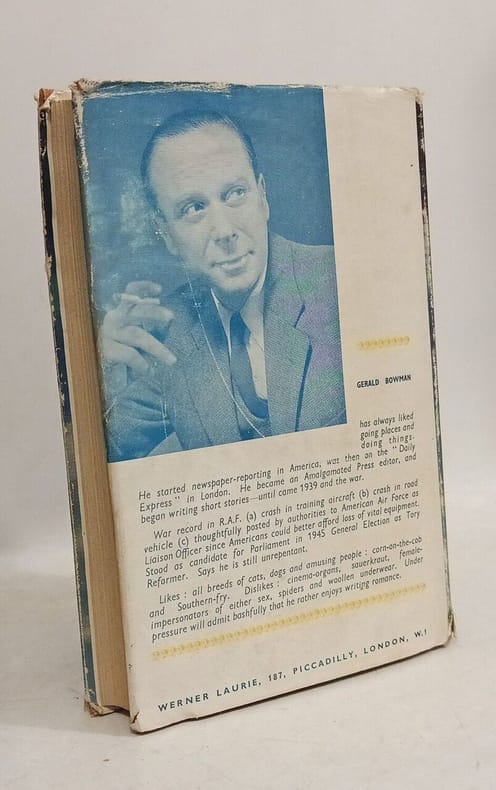 GERALD BOWMAN
has always liked
going places and
doing things.
He started newspaper-reporting in America, was then on the "Daily
Express" in London. He became an Amalgamated Press editor, and
began writing short stories—until came 1939 and the war.
War record in R.A.F. (a) crash in training aircraft (b) crash in road
vehicle (c) thoughtfully posted by authorities to American Air Force as
Liaison Officer since Americans could better afford loss of vital equipment.
Stood as candidate for Parliament in 1945 General Election as Tory
Reformer. Says he is still unrepentant.
Likes : all breeds of cats, dogs and amusing people : corn-on-the-cob
and Southern-fry. Dislikes : cinema-organs, sauerkraut, female-
impersonators of either sex, spiders and woollen underwear. Under
pressure will admit bashfully that he rather enjoys writing romance.
WERNER LAURIE, 187, PICCADILLY, LONDON, W.1